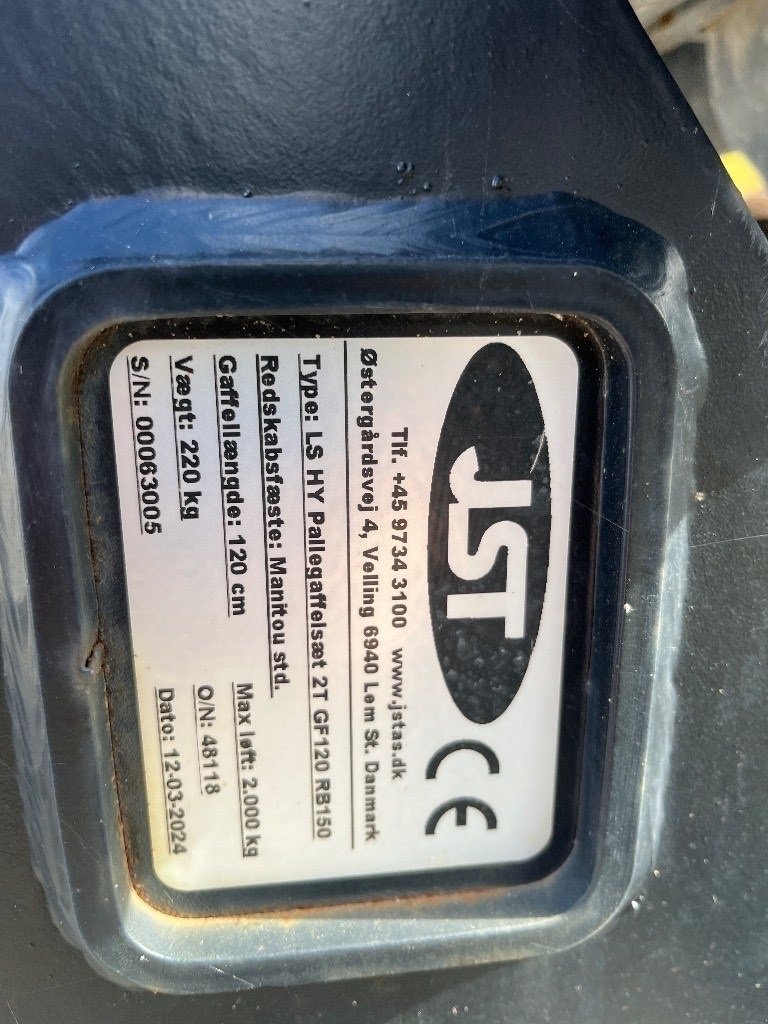 JST CE
Tlf. +45 9734 3100 www.jstas.dk
Østergårdsvej 4, Velling 6940 Lem St. Danmark
Type: LS HY Pallegaffelsæt 2T GF120 RB150
Redskabsfæste: Manitou std.
Gaffellængde: 120 cm Max løft: 2.000 kg
Vægt: 220 kg O/N: 48118
S/N: 00063005 Dato: 12-03-2024